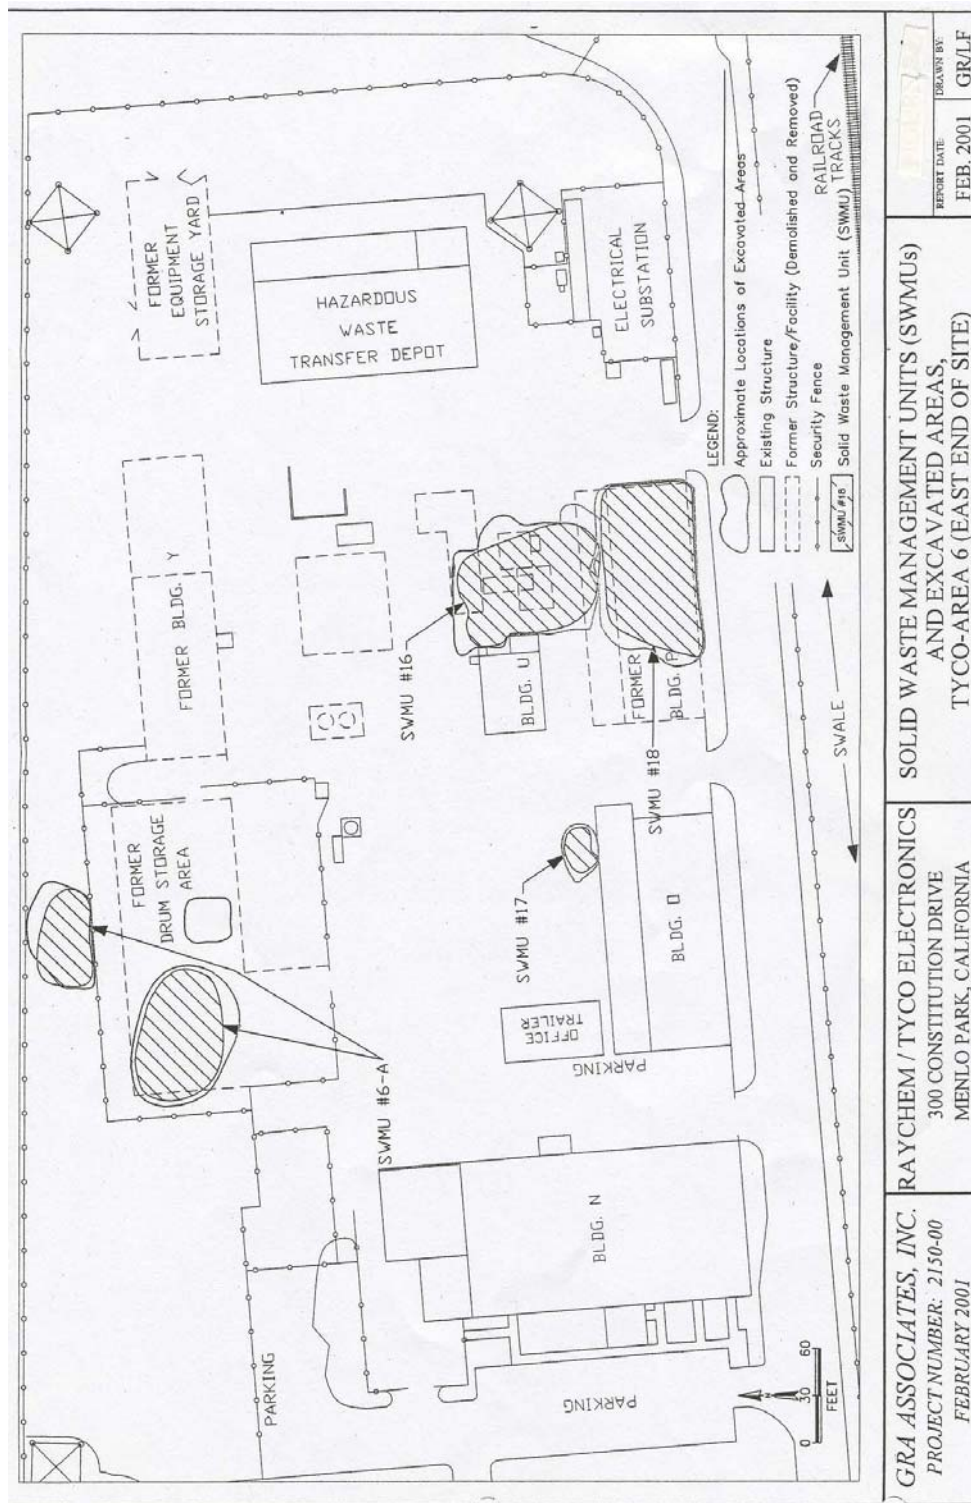 FORMER
EQUIPMENT
STORAGE YARD
HAZARDOUS
WASTE
TRANSFER DEPOT
ELECTRICAL
SUBSTATION
FORMER BLDG. Y
FORMER
DRUM STORAGE
AREA
SWMU #16
BLDG. U
FORMER
BLDG. P
SWMU #18
SWMU #17
SWMU #6-A
OFFICE
TRAILER
PARKING
BLDG. O
BLDG. N
PARKING
PARKING
SWALE
0 30 60
FEET
N
LEGEND:
Approximate Locations of Excavated Areas
Existing Structure
Former Structure/Facility (Demolished and Removed)
Security Fence
SWMU #18 Solid Waste Management Unit (SWMU)
RAILROAD
TRACKS
GRA ASSOCIATES, INC.
PROJECT NUMBER: 2150-00
FEBRUARY 2001
RAYCHEM / TYCO ELECTRONICS
300 CONSTITUTION DRIVE
MENLO PARK, CALIFORNIA
SOLID WASTE MANAGEMENT UNITS (SWMUs)
AND EXCAVATED AREAS,
TYCO-AREA 6 (EAST END OF SITE)
REPORT DATE:
FEB. 2001
DRAWN BY:
GR/LF